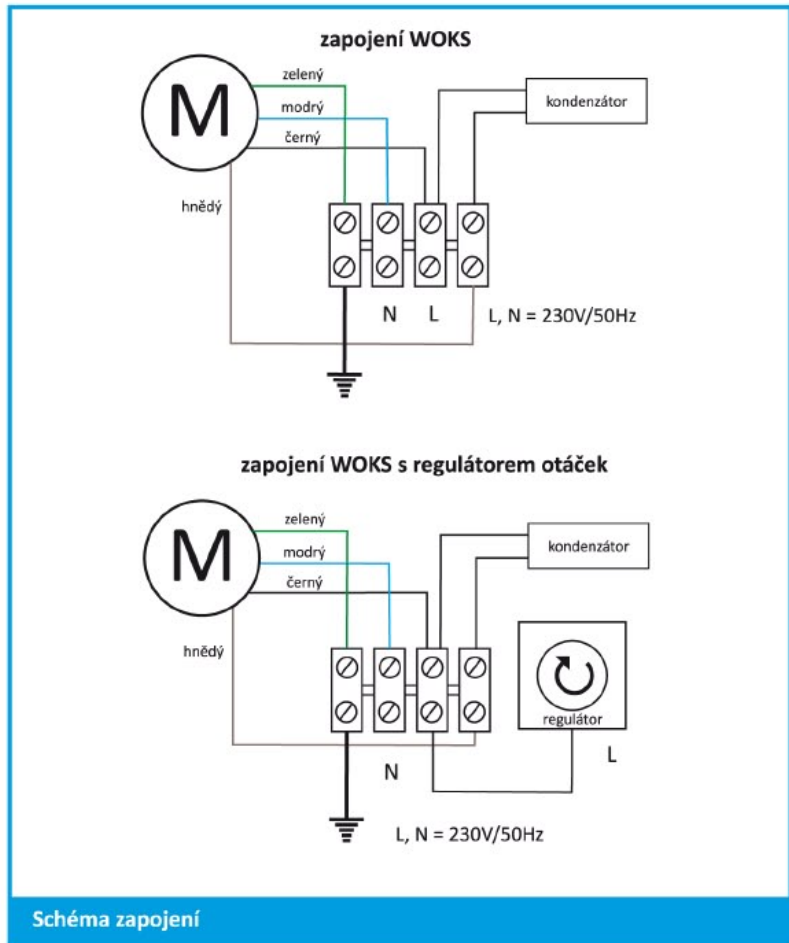 zapojení WOKS
zelený
modrý
černý
hnědý
M
kondenzátor
N
L
L, N = 230V/50Hz
zapojení WOKS s regulátorem otáček
zelený
modrý
černý
hnědý
M
kondenzátor
regulátor
N
L
L, N = 230V/50Hz
Schéma zapojení